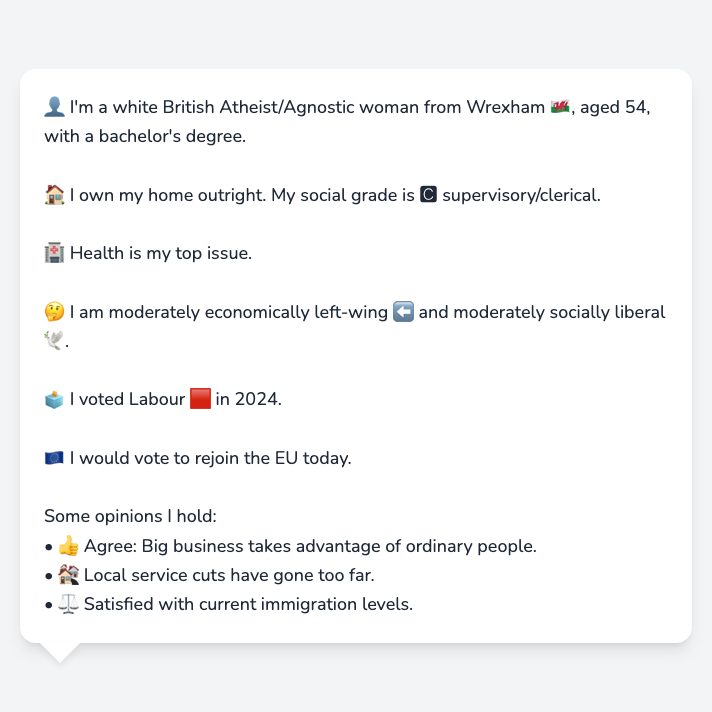 👤 I'm a white British Atheist/Agnostic woman from Wrexham 🏴󠁧󠁢󠁷󠁬󠁳󠁿, aged 54,
with a bachelor's degree.
🏠 I own my home outright. My social grade is 🅲 supervisory/clerical.
🏥 Health is my top issue.
🤔 I am moderately economically left-wing ⬅️ and moderately socially liberal
🕊️.
🗳️ I voted Labour 🟥 in 2024.
🇪🇺 I would vote to rejoin the EU today.
Some opinions I hold:
• 👍 Agree: Big business takes advantage of ordinary people.
• 🏘️ Local service cuts have gone too far.
• ⚖️ Satisfied with current immigration levels.